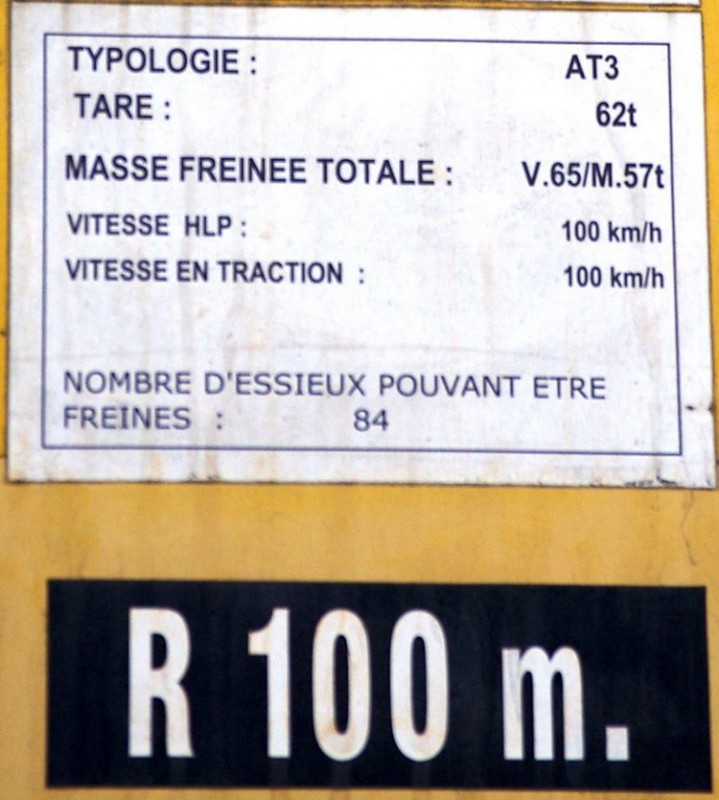 TYPOLOGIE : AT3
TARE : 62t
MASSE FREINEE TOTALE : V.65/M.57t
VITESSE HLP : 100 km/h
VITESSE EN TRACTION : 100 km/h
NOMBRE D'ESSIEUX POUVANT ETRE
FREINES : 84
R 100 m.